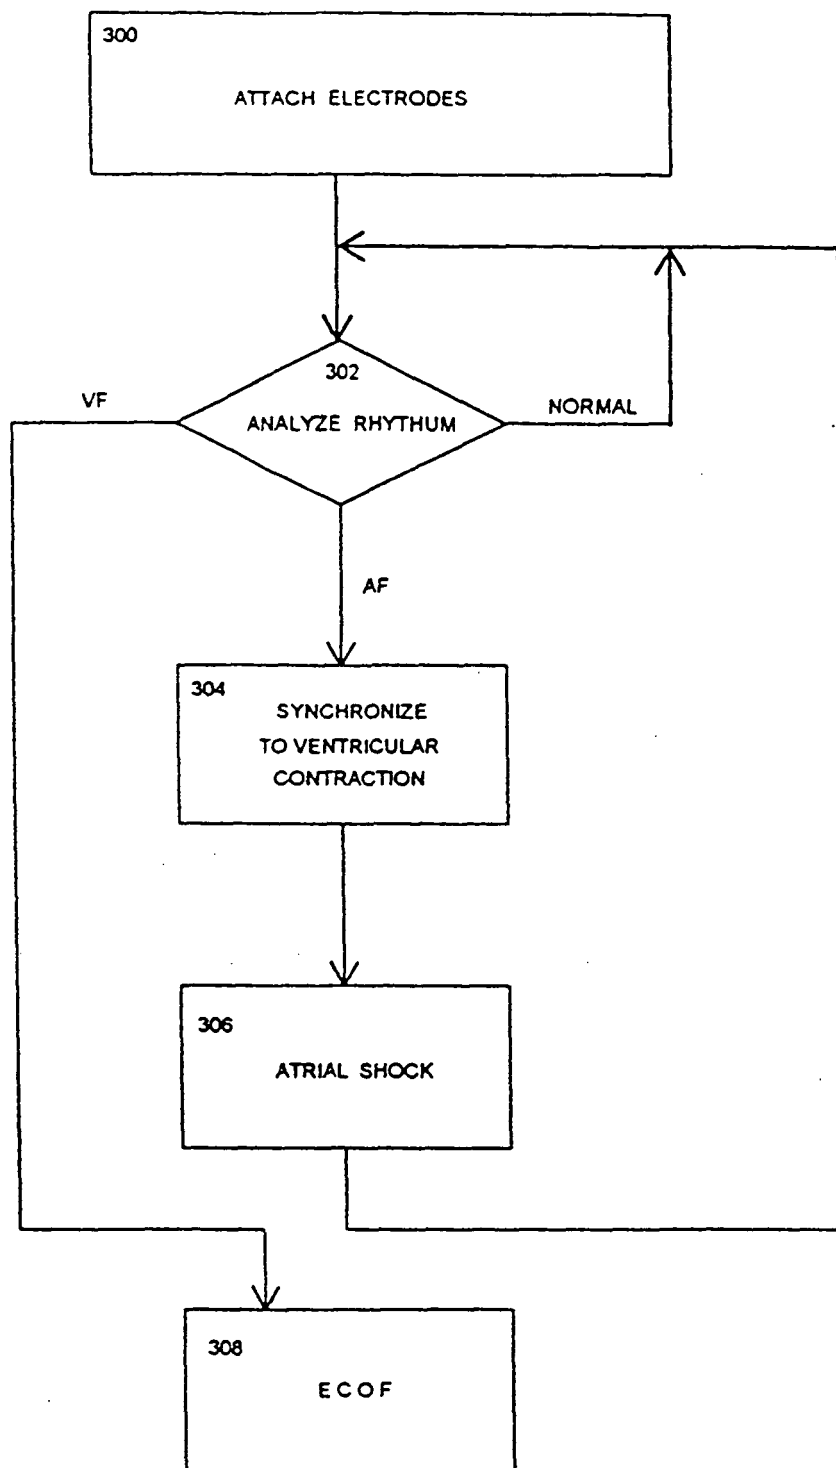 300
ATTACH ELECTRODES
302
VF
ANALYZE RHYTHUM
NORMAL
AF
304
SYNCHRONIZE
TO VENTRICULAR
CONTRACTION
306
ATRIAL SHOCK
308
ECOF